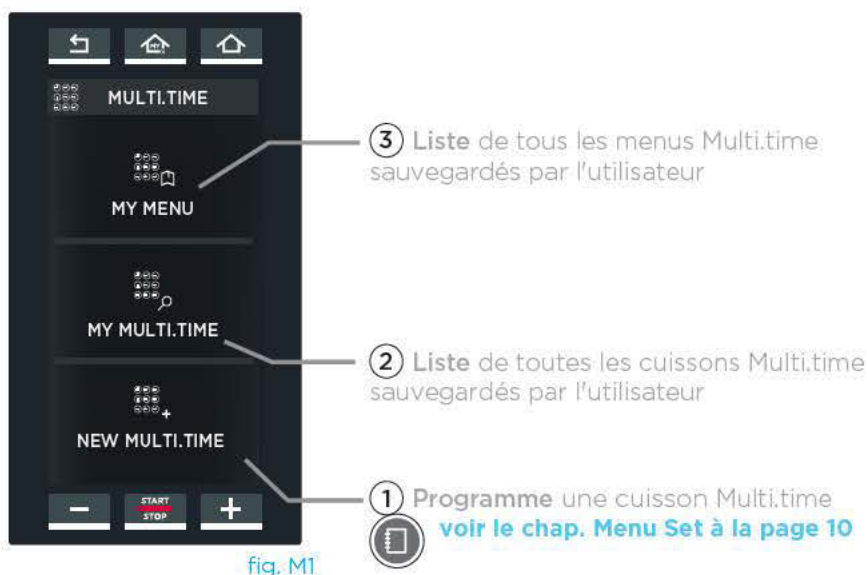 MY
MULTI.TIME
MY MENU
MY MULTI.TIME
NEW MULTI.TIME
START
STOP
3 Liste de tous les menus Multi.time
sauvegardés par l'utilisateur
2 Liste de toutes les cuissons Multi.time
sauvegardés par l'utilisateur
1 Programme une cuisson Multi.time
voir le chap. Menu Set à la page 10
fig. M1